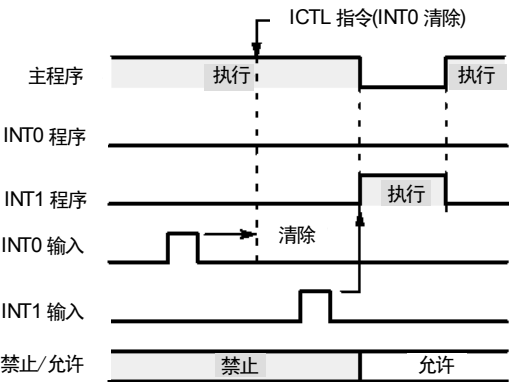 ICTL 指令(INT0 清除)
主程序 执行 执行
INT0 程序
INT1 程序 执行
INT0 输入 清除
INT1 输入
禁止/允许 禁止 允许